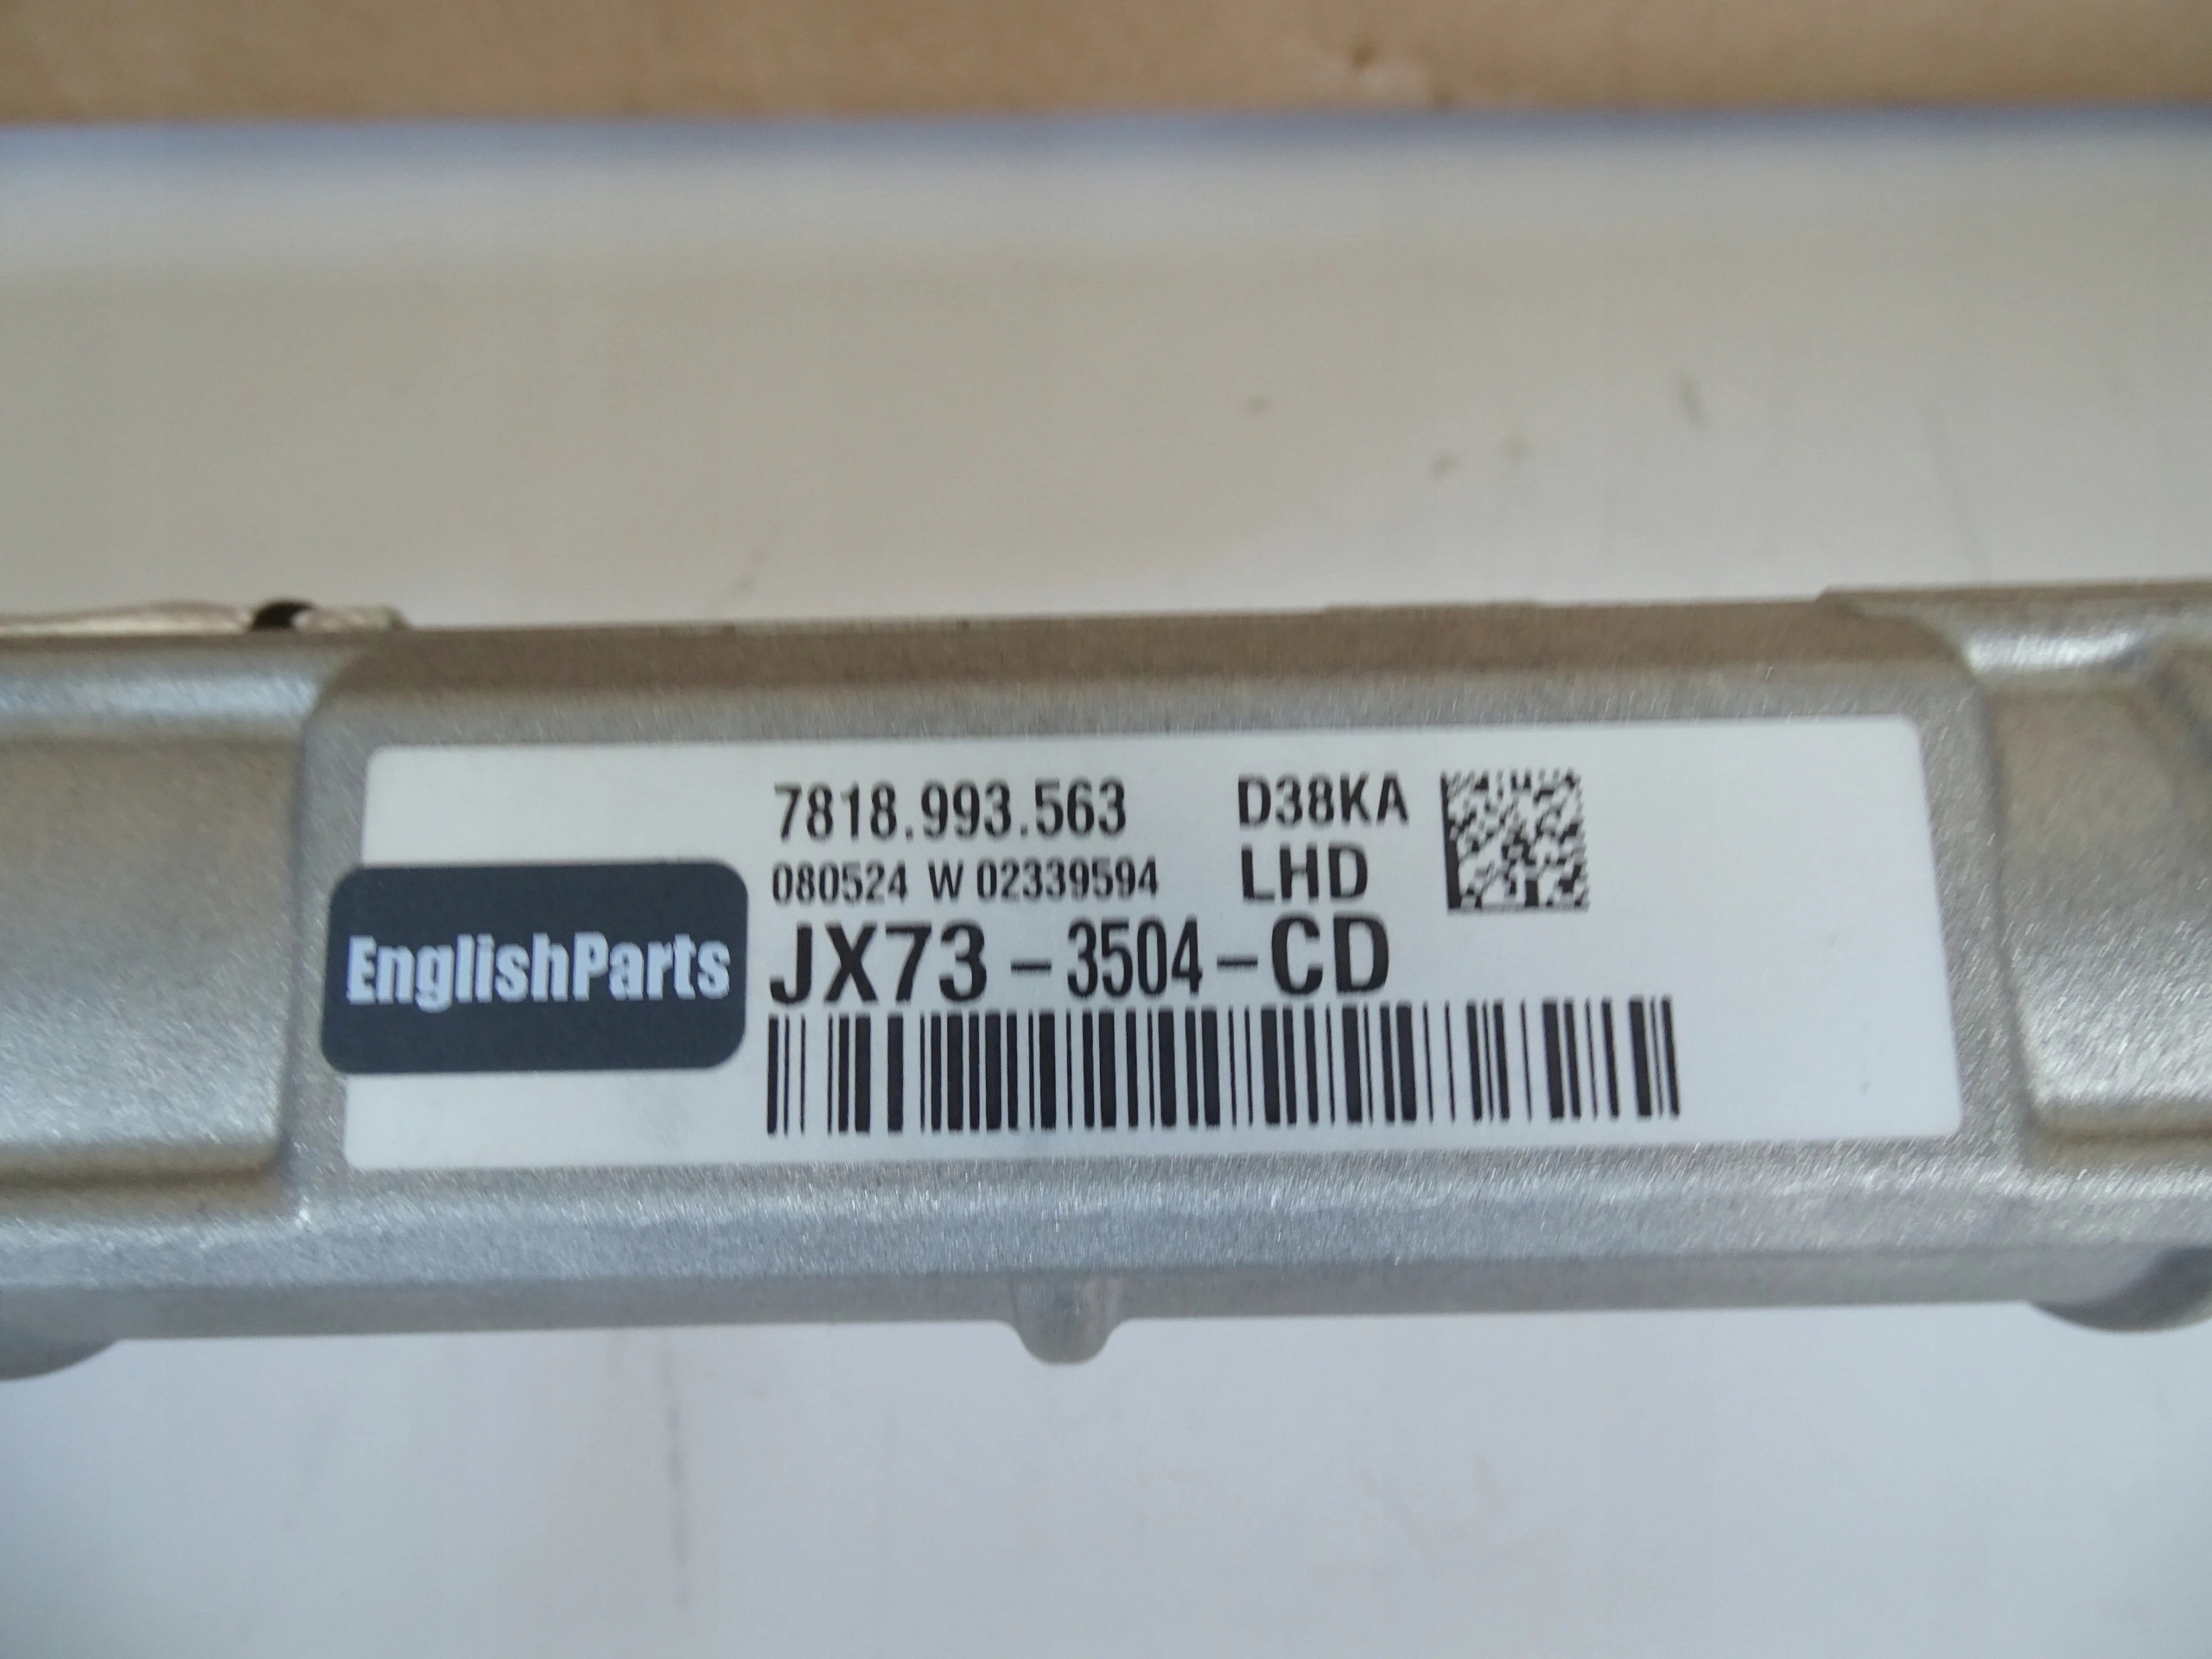 7818.993.563 D38KA
080524 W 02339594 LHD
EnglishParts
JX73-3504-CD